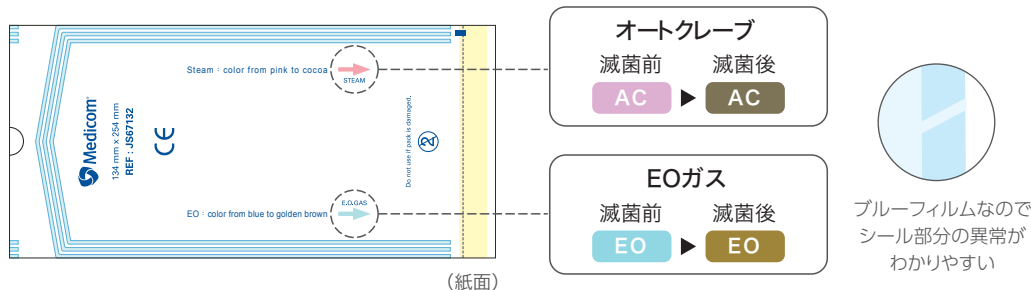 Medicom®
134 mm x 254 mm
REF : JS67132
CE
Steam : color from pink to cocoa
STEAM
EO : color from blue to golden brown
E.O.GAS
Do not use if pack is damaged.
2
(紙面)
オートクレーブ
滅菌前 滅菌後
AC ▶ AC
EOガス
滅菌前 滅菌後
EO ▶ EO
ブルーフィルムなので
シール部分の異常が
わかりやすい